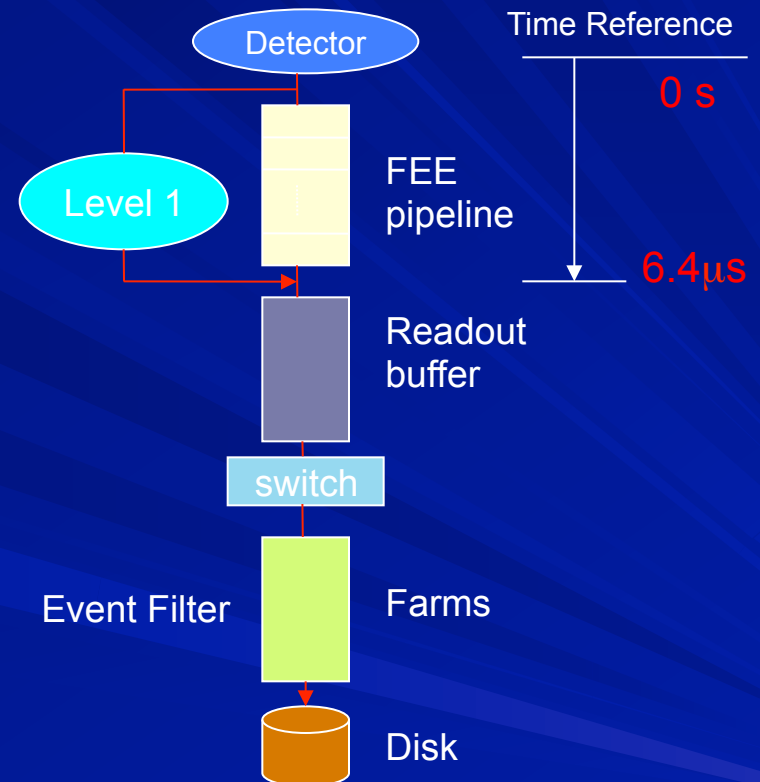 Detector
Time Reference
0 s
Level 1
FEE
pipeline
6.4μs
Readout
buffer
switch
Event Filter
Farms
Disk